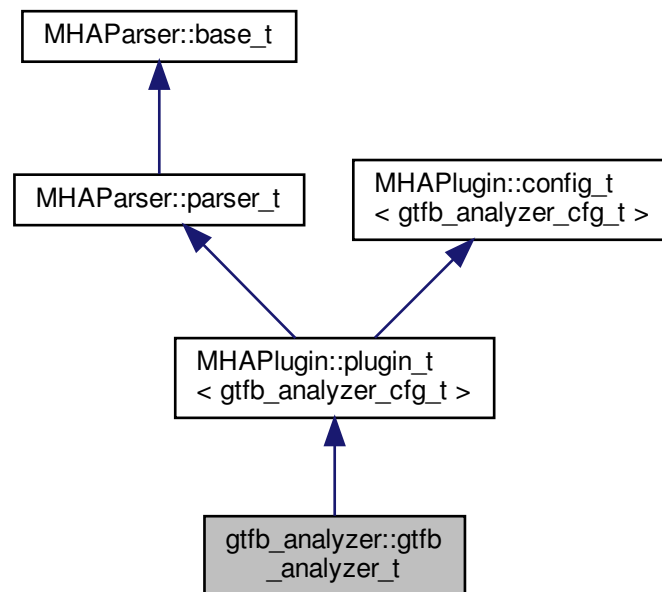 MHAParser::base_t
MHAParser::parser_t
MHAPlugin::config_t
< gtfb_analyzer_cfg_t >
MHAPlugin::plugin_t
< gtfb_analyzer_cfg_t >
gtfb_analyzer::gtfb
_analyzer_t